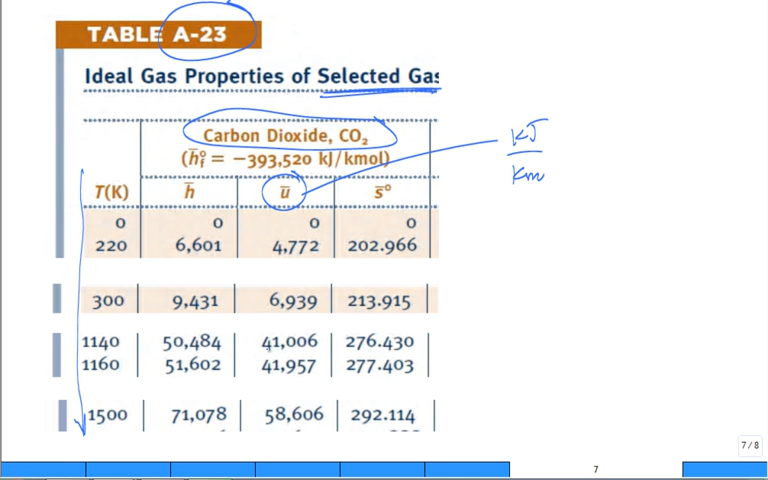 TABLE A-23
Ideal Gas Properties of Selected Gas
Carbon Dioxide, CO₂
(h̄°f = −393,520 kJ/kmol)
T(K) h̄ ū s̄°
0 0 0 0
220 6,601 4,772 202.966
300 9,431 6,939 213.915
1140 50,484 41,006 276.430
1160 51,602 41,957 277.403
1500 71,078 58,606 292.114
KJ
Km
7/8
7